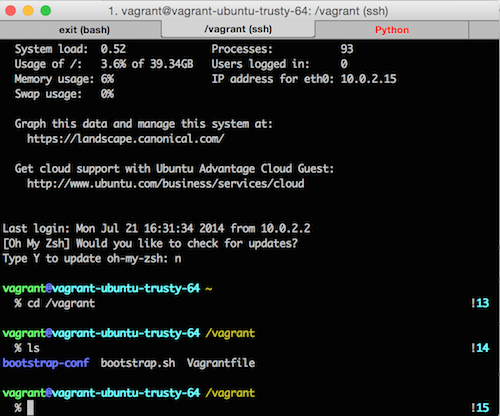 1. vagrant@vagrant-ubuntu-trusty-64: /vagrant (ssh)
exit (bash) /vagrant (ssh) Python
System load: 0.52 Processes: 93
Usage of /: 3.6% of 39.34GB Users logged in: 0
Memory usage: 6% IP address for eth0: 10.0.2.15
Swap usage: 0%
Graph this data and manage this system at:
https://landscape.canonical.com/
Get cloud support with Ubuntu Advantage Cloud Guest:
http://www.ubuntu.com/business/services/cloud
Last login: Mon Jul 21 16:31:34 2014 from 10.0.2.2
[Oh My Zsh] Would you like to check for updates?
Type Y to update oh-my-zsh: n
vagrant@vagrant-ubuntu-trusty-64 ~
% cd /vagrant !13
vagrant@vagrant-ubuntu-trusty-64 /vagrant
% ls !14
bootstrap-conf bootstrap.sh Vagrantfile
vagrant@vagrant-ubuntu-trusty-64 /vagrant
% !15